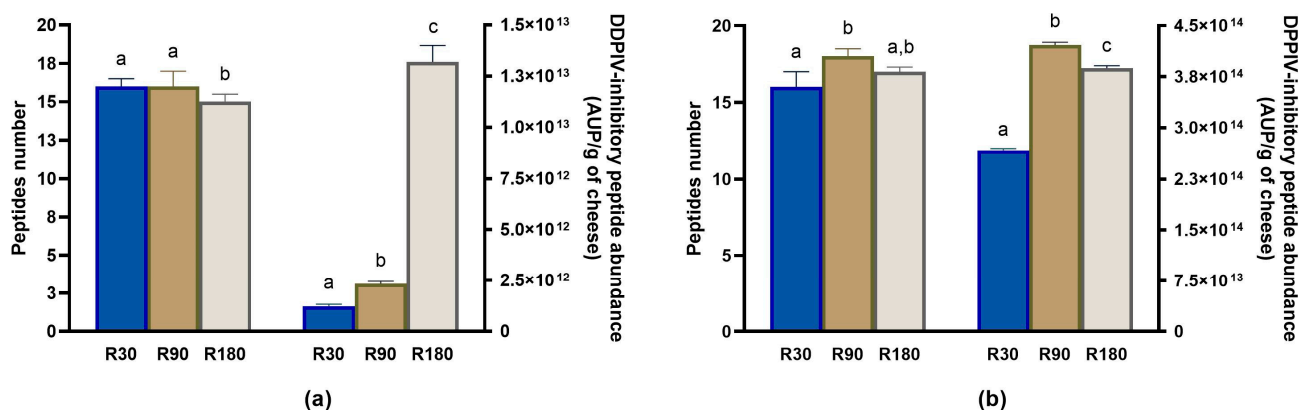 20
18
15
13
10
8
5
3
0
Peptides number
a
a
b
a
b
c
1.5×10¹³
1.3×10¹³
1.0×10¹³
7.5×10¹²
5.0×10¹²
2.5×10¹²
0
DDPPIV-inhibitory peptide abundance
(AUP/g of cheese)
R30 R90 R180
R30 R90 R180
(a)
20
15
10
5
0
Peptides number
a
b
a,b
a
b
c
4.5×10¹⁴
3.8×10¹⁴
3.0×10¹⁴
2.3×10¹⁴
1.5×10¹⁴
7.5×10¹³
0
DPPIV-inhibitory peptide abundance
(AUP/g of cheese)
R30 R90 R180
R30 R90 R180
(b)